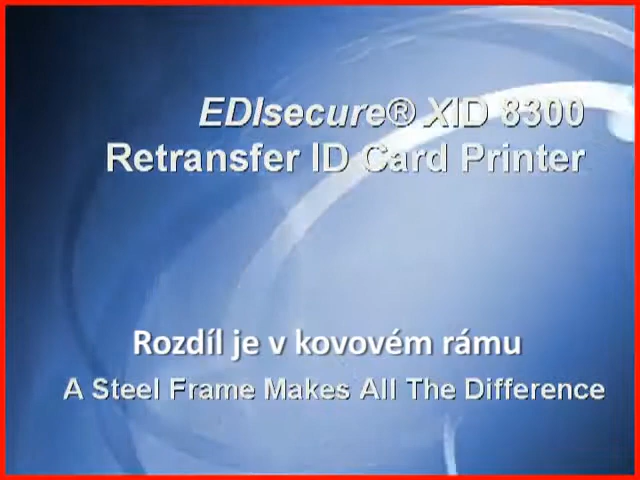 EDIsecure® XID 8300
Retransfer ID Card Printer
Rozdíl je v kovovém rámu
A Steel Frame Makes All The Difference